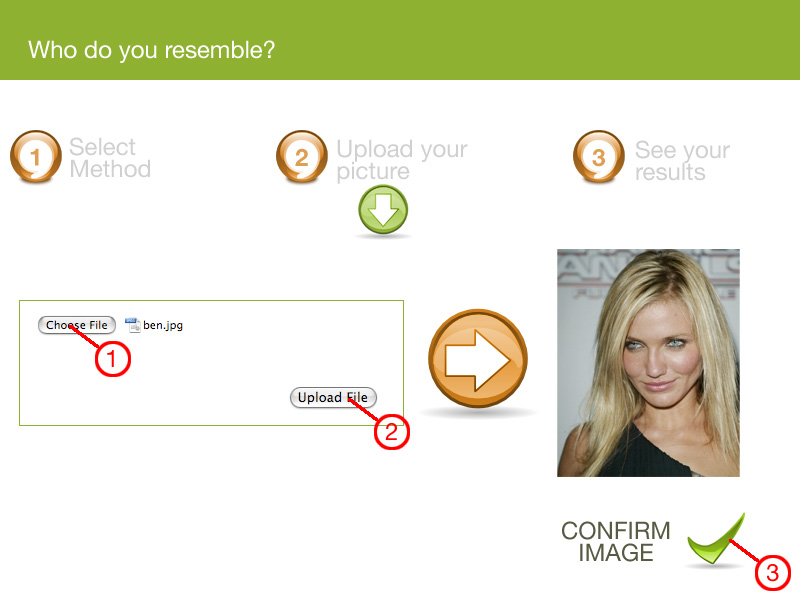 Who do you resemble?
1
Select
Method
2
Upload your
picture
3
See your
results
Choose File
ben.jpg
1
Upload File
2
CONFIRM
IMAGE
3